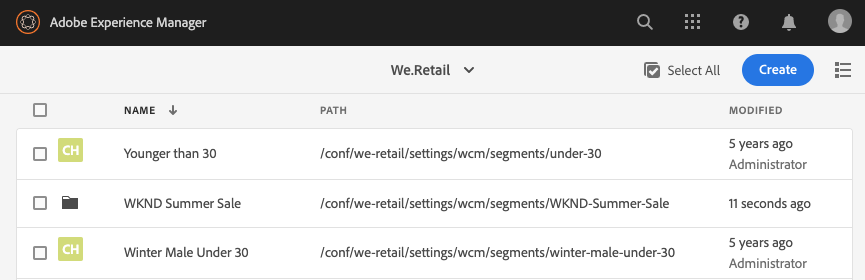 Adobe Experience Manager
We.Retail
Select All
Create
NAME
PATH
MODIFIED
CH
Younger than 30
/conf/we-retail/settings/wcm/segments/under-30
5 years ago
Administrator
WKND Summer Sale
/conf/we-retail/settings/wcm/segments/WKND-Summer-Sale
11 seconds ago
CH
Winter Male Under 30
/conf/we-retail/settings/wcm/segments/winter-male-under-30
5 years ago
Administrator